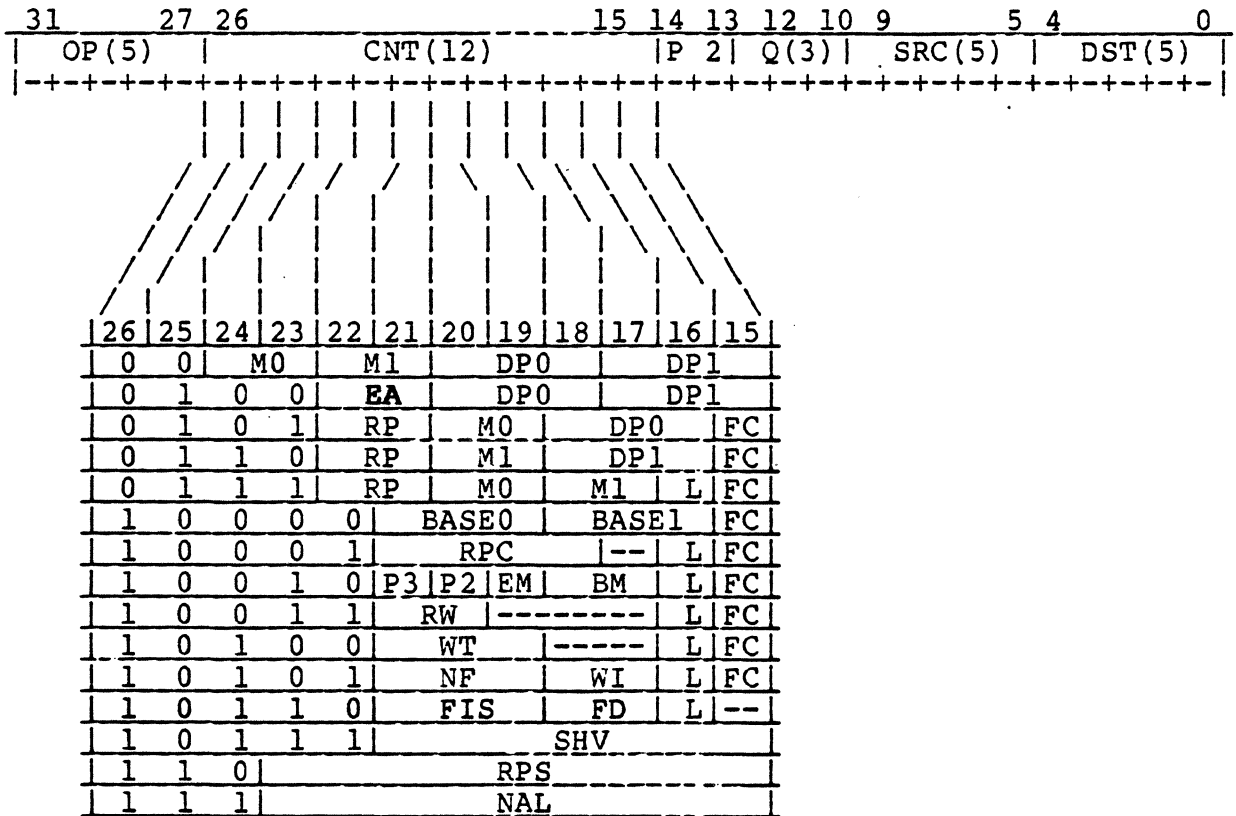 31 27 26 15 14 13 12 10 9 5 4 0
| OP(5) | CNT(12) |P 2| Q(3)| SRC(5) | DST(5) |
|26|25|24|23|22|21|20|19|18|17|16|15|
| 0 0| M0 | M1 | DP0 | DP1 |
| 0 1 0 0| EA | DP0 | DP1 |
| 0 1 0 1| RP | M0 | DP0 |FC|
| 0 1 1 0| RP | M1 | DP1 |FC|
| 0 1 1 1| RP | M0 | M1 | L|FC|
| 1 0 0 0 0| BASE0 | BASE1 |FC|
| 1 0 0 0 1| RPC |--| L|FC|
| 1 0 0 1 0|P3|P2|EM| BM | L|FC|
| 1 0 0 1 1| RW |--------| L|FC|
| 1 0 1 0 0| WT |-----| L|FC|
| 1 0 1 0 1| NF | WI | L|FC|
| 1 0 1 1 0| FIS | FD | L|--|
| 1 0 1 1 1| SHV |
| 1 1 0| RPS |
| 1 1 1| NAL |